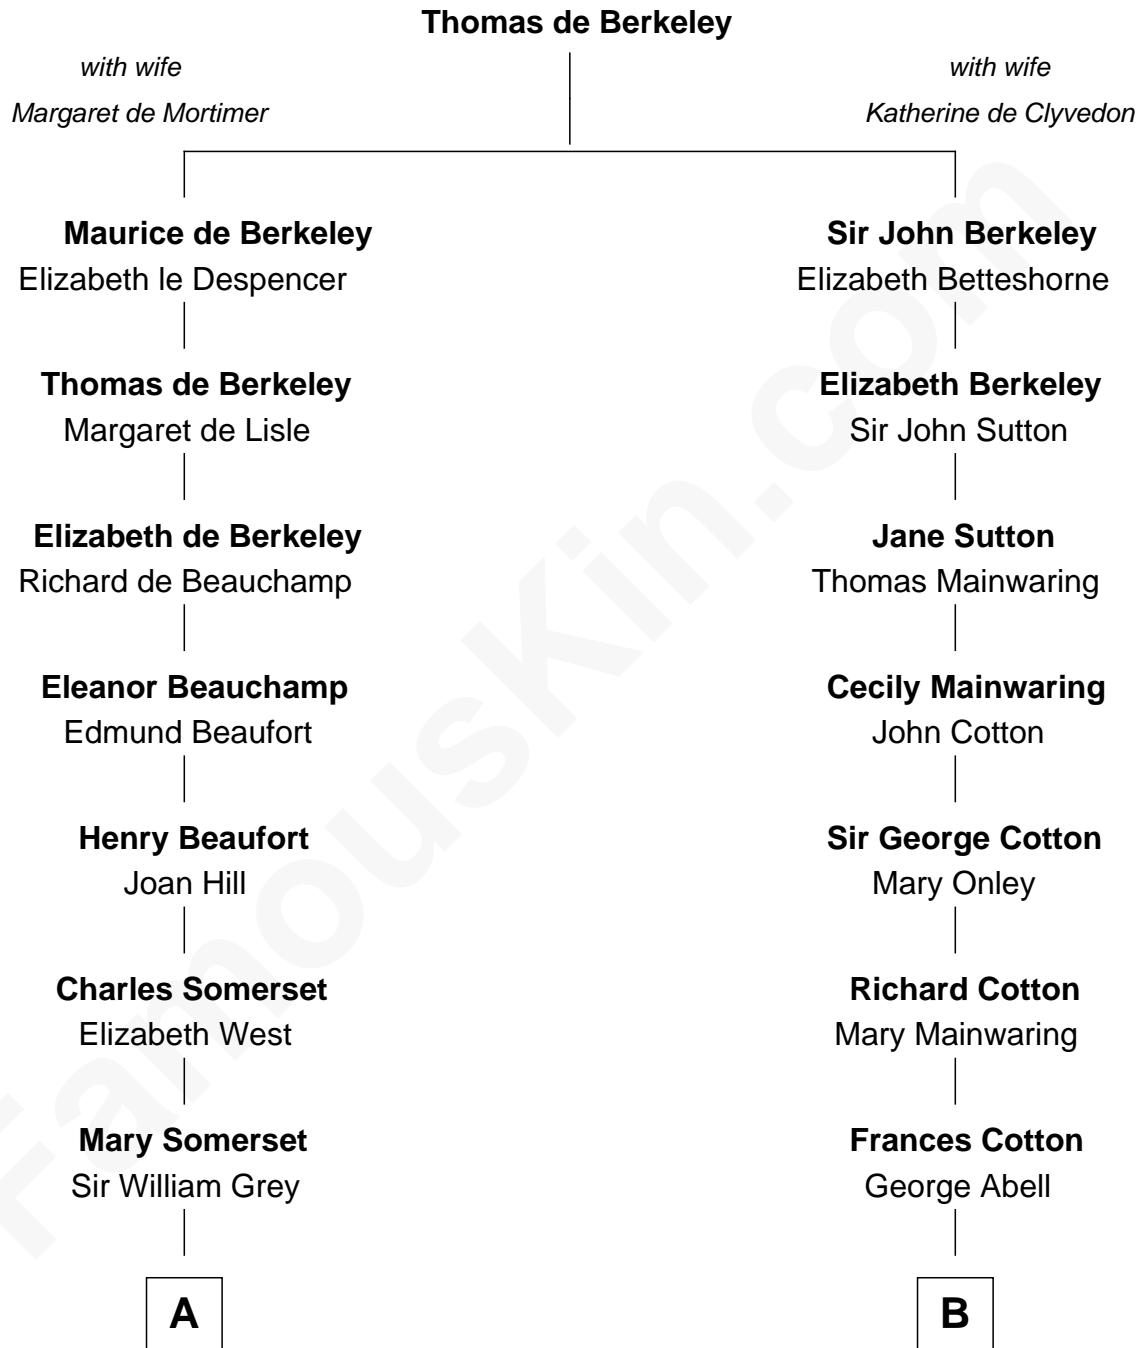 Thomas de Berkeley
with wife
Margaret de Mortimer
with wife
Katherine de Clyvedon
Maurice de Berkeley
Elizabeth le Despencer
Sir John Berkeley
Elizabeth Betteshorne
Thomas de Berkeley
Margaret de Lisle
Elizabeth Berkeley
Sir John Sutton
Elizabeth de Berkeley
Richard de Beauchamp
Jane Sutton
Thomas Mainwaring
Eleanor Beauchamp
Edmund Beaufort
Cecily Mainwaring
John Cotton
Henry Beaufort
Joan Hill
Sir George Cotton
Mary Onley
Charles Somerset
Elizabeth West
Richard Cotton
Mary Mainwaring
Mary Somerset
Sir William Grey
Frances Cotton
George Abell
A
B
FamousKin.com